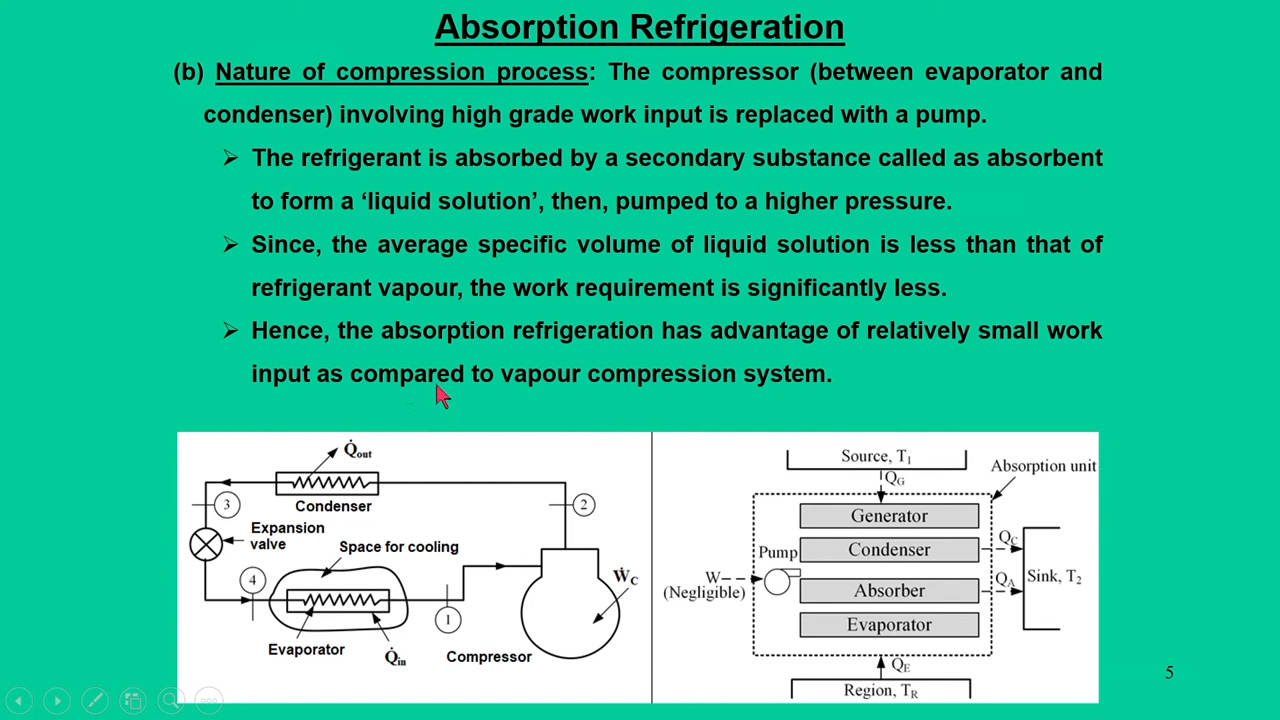 Absorption Refrigeration
(b) Nature of compression process: The compressor (between evaporator and
condenser) involving high grade work input is replaced with a pump.
➢ The refrigerant is absorbed by a secondary substance called as absorbent
to form a ‘liquid solution’, then, pumped to a higher pressure.
➢ Since, the average specific volume of liquid solution is less than that of
refrigerant vapour, the work requirement is significantly less.
➢ Hence, the absorption refrigeration has advantage of relatively small work
input as compared to vapour compression system.
Q̇out
Condenser
3
2
Expansion
valve
Space for cooling
4
ẆC
1
Evaporator
Q̇in
Compressor
Source, T1
Absorption unit
QG
Generator
Condenser
QC
Pump
W
(Negligible)
Absorber
QA
Sink, T2
Evaporator
QE
Region, TR
5